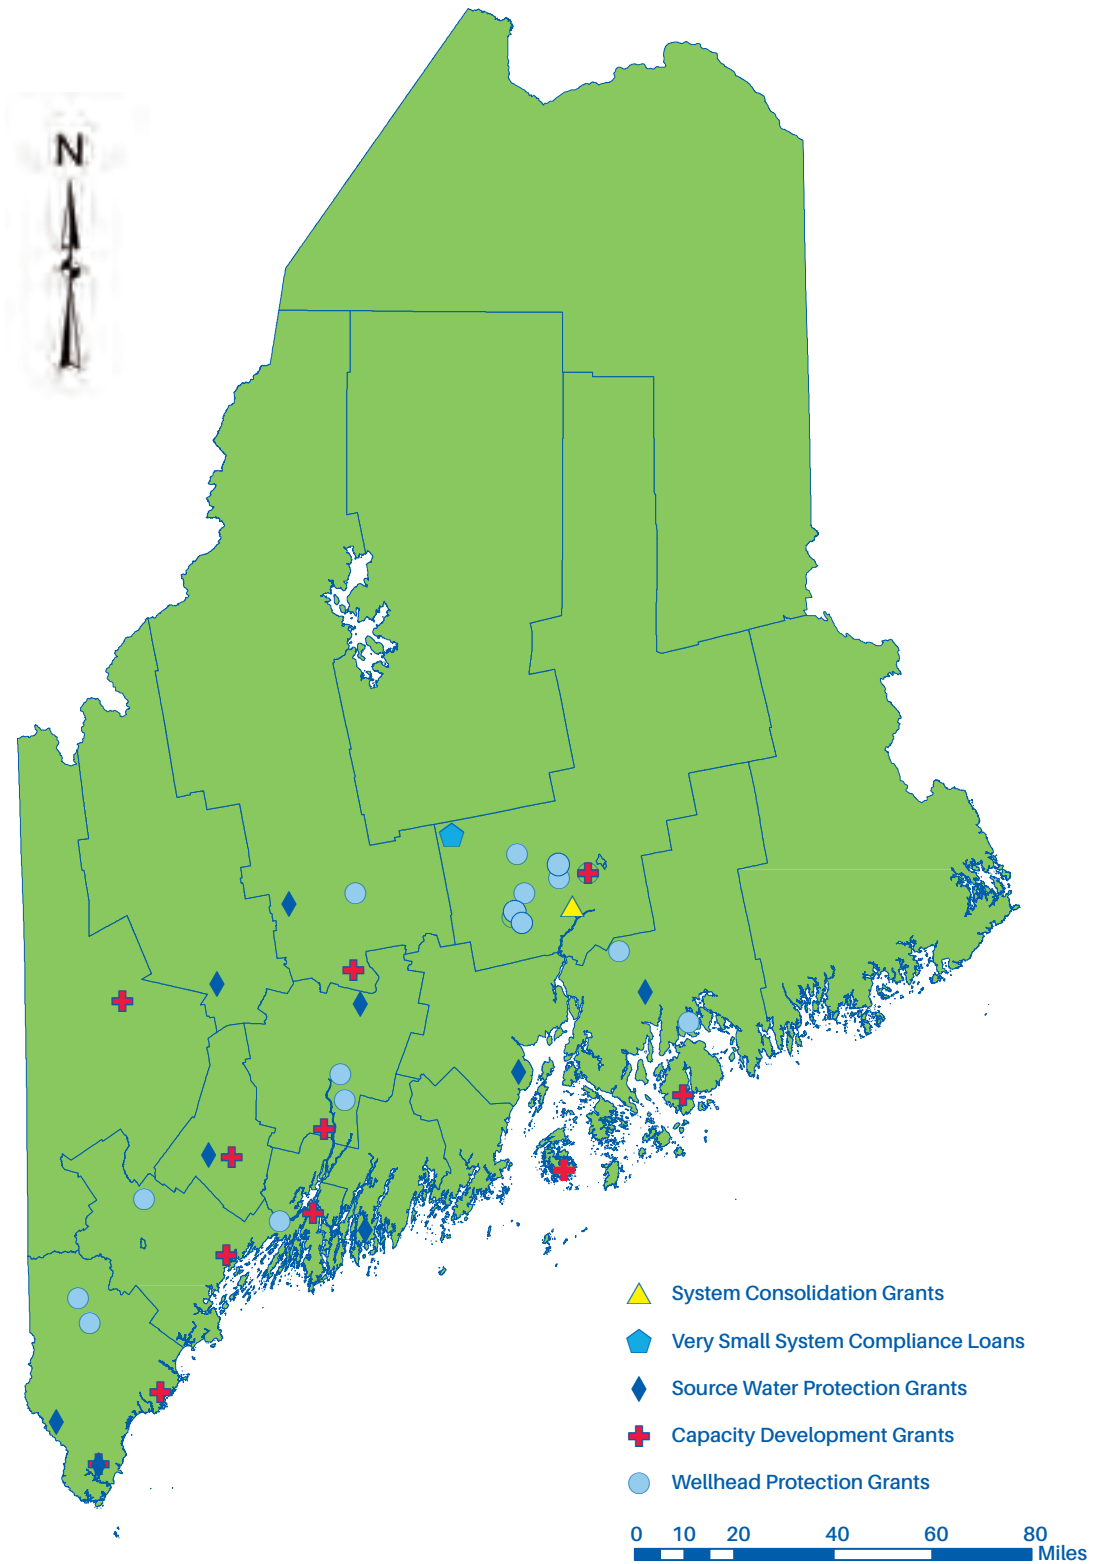 N
System Consolidation Grants
Very Small System Compliance Loans
Source Water Protection Grants
Capacity Development Grants
Wellhead Protection Grants
0 10 20 40 60 80
Miles